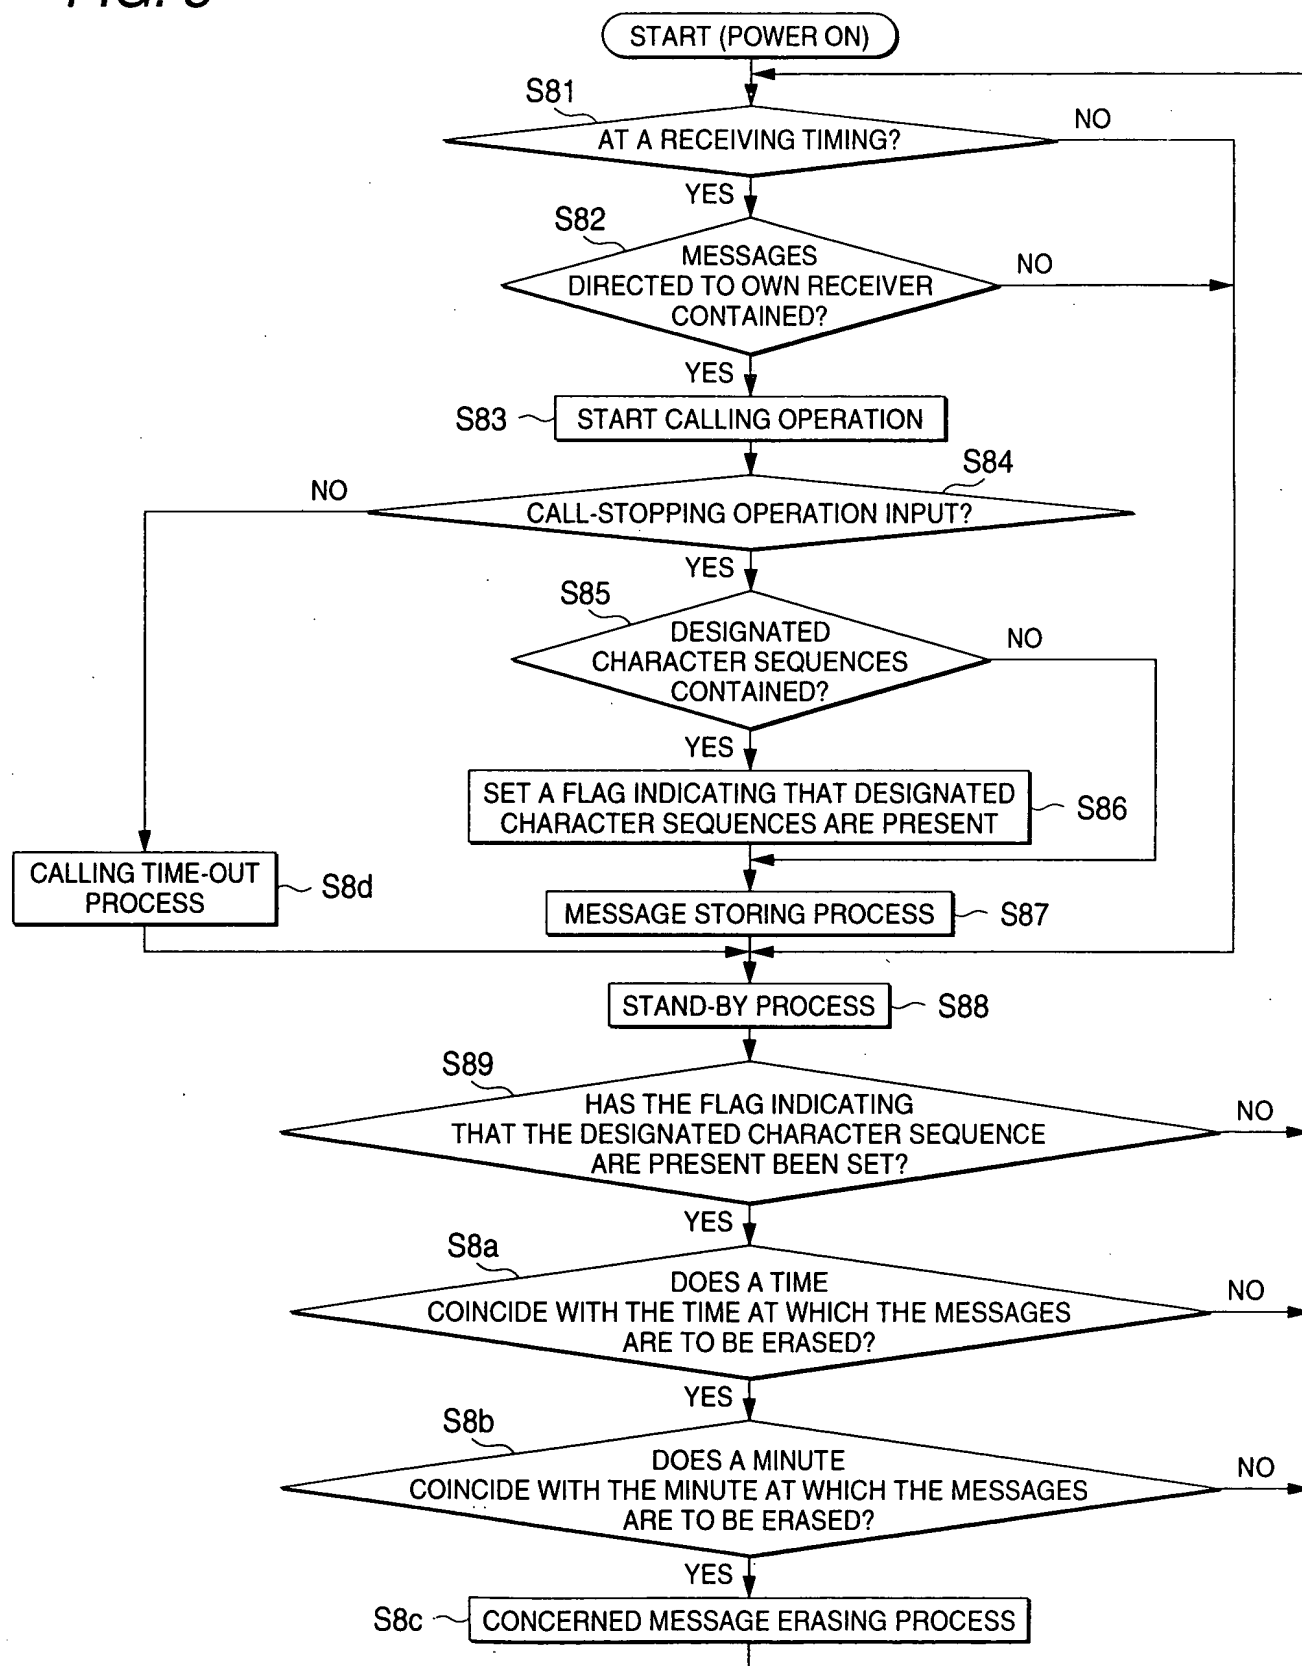 START (POWER ON)
S81
AT A RECEIVING TIMING?
NO
YES
S82
MESSAGES
DIRECTED TO OWN RECEIVER
CONTAINED?
NO
YES
S83
START CALLING OPERATION
S84
NO
CALL-STOPPING OPERATION INPUT?
YES
S85
DESIGNATED
CHARACTER SEQUENCES
CONTAINED?
NO
YES
SET A FLAG INDICATING THAT DESIGNATED
CHARACTER SEQUENCES ARE PRESENT
S86
CALLING TIME-OUT
PROCESS
S8d
MESSAGE STORING PROCESS
S87
STAND-BY PROCESS
S88
S89
HAS THE FLAG INDICATING
THAT THE DESIGNATED CHARACTER SEQUENCE
ARE PRESENT BEEN SET?
NO
YES
S8a
DOES A TIME
COINCIDE WITH THE TIME AT WHICH THE MESSAGES
ARE TO BE ERASED?
NO
YES
S8b
DOES A MINUTE
COINCIDE WITH THE MINUTE AT WHICH THE MESSAGES
ARE TO BE ERASED?
NO
YES
S8c
CONCERNED MESSAGE ERASING PROCESS